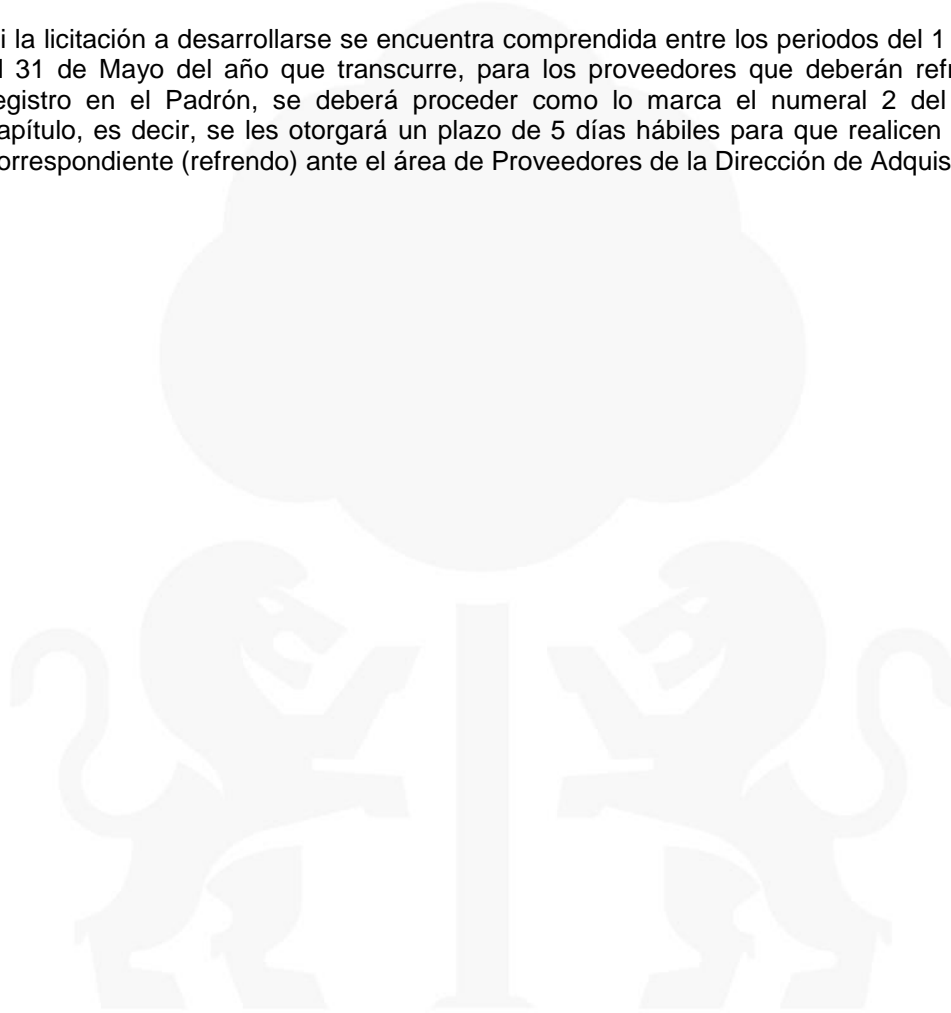 i la licitación a desarrollarse se encuentra comprendida entre los periodos del 1
l 31 de Mayo del año que transcurre, para los proveedores que deberán refr
egistro en el Padrón, se deberá proceder como lo marca el numeral 2 del
apítulo, es decir, se les otorgará un plazo de 5 días hábiles para que realicen
orrespondiente (refrendo) ante el área de Proveedores de la Dirección de Adquis